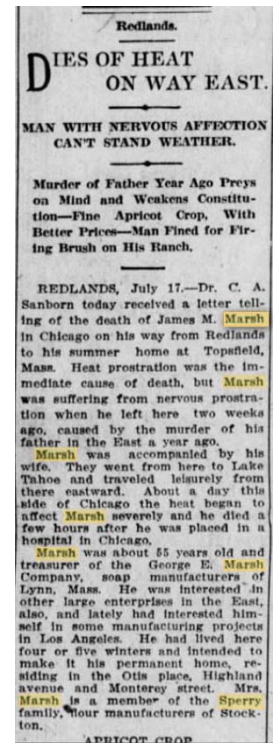 Redlands.
DIES OF HEAT
ON WAY EAST.
MAN WITH NERVOUS AFFECTION
CAN'T STAND WEATHER.
Murder of Father Year Ago Preys
on Mind and Weakens Constitu-
tion—Fine Apricot Crop, With
Better Prices—Man Fined for Fir-
ing Brush on His Ranch.
REDLANDS, July 17.—Dr. C. A.
Sanborn today received a letter tell-
ing of the death of James M. Marsh
in Chicago on his way from Redlands
to his summer home at Topsfield,
Mass. Heat prostration was the im-
mediate cause of death, but Marsh
was suffering from nervous prostra-
tion when he left here two weeks
ago, caused by the murder of his
father in the East a year ago.
Marsh was accompanied by his
wife. They went from here to Lake
Tahoe and traveled leisurely from
there eastward. About a day this
side of Chicago the heat began to
affect Marsh severely and he died a
few hours after he was placed in a
hospital in Chicago.
Marsh was about 55 years old and
treasurer of the George E. Marsh
Company, soap manufacturers of
Lynn, Mass. He was interested in
other large enterprises in the East,
also, and lately had interested him-
self in some manufacturing projects
in Los Angeles. He had lived here
four or five winters and intended to
make it his permanent home, re-
siding in the Otis place, Highland
avenue and Monterey street. Mrs.
Marsh is a member of the Sperry
family, flour manufacturers of Stock-
ton.
APRICOT CROP